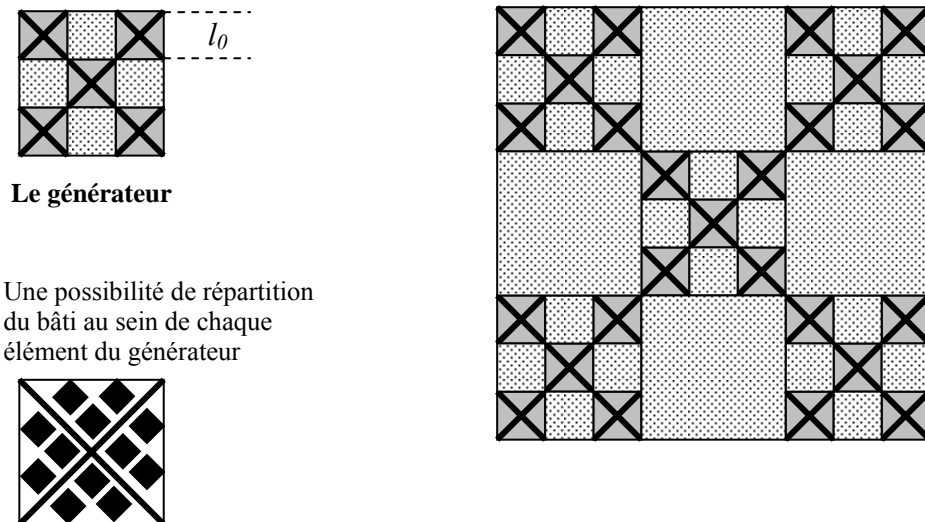 l0
Le générateur
Une possibilité de répartition
du bâti au sein de chaque
élément du générateur